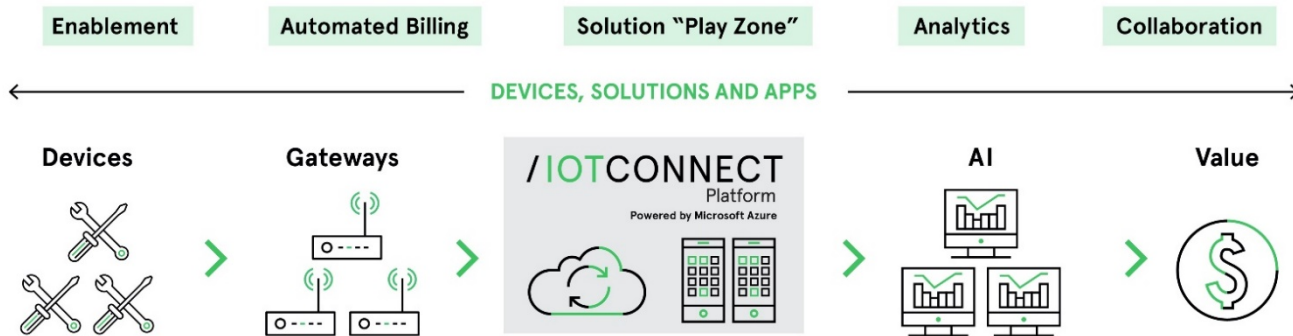 Enablement
Automated Billing
Solution “Play Zone”
Analytics
Collaboration
DEVICES, SOLUTIONS AND APPS
Devices
Gateways
/IOTCONNECT
Platform
Powered by Microsoft Azure
AI
Value
$